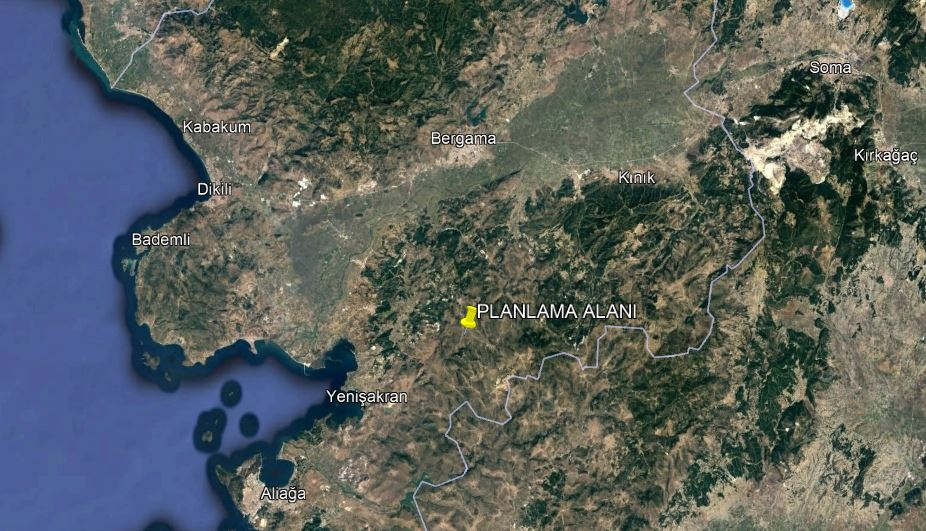 Soma
Kabakum
Bergama
Kırkağaç
Kınık
Dikili
Bademli
PLANLAMA ALANI
Yenişakran
Aliağa